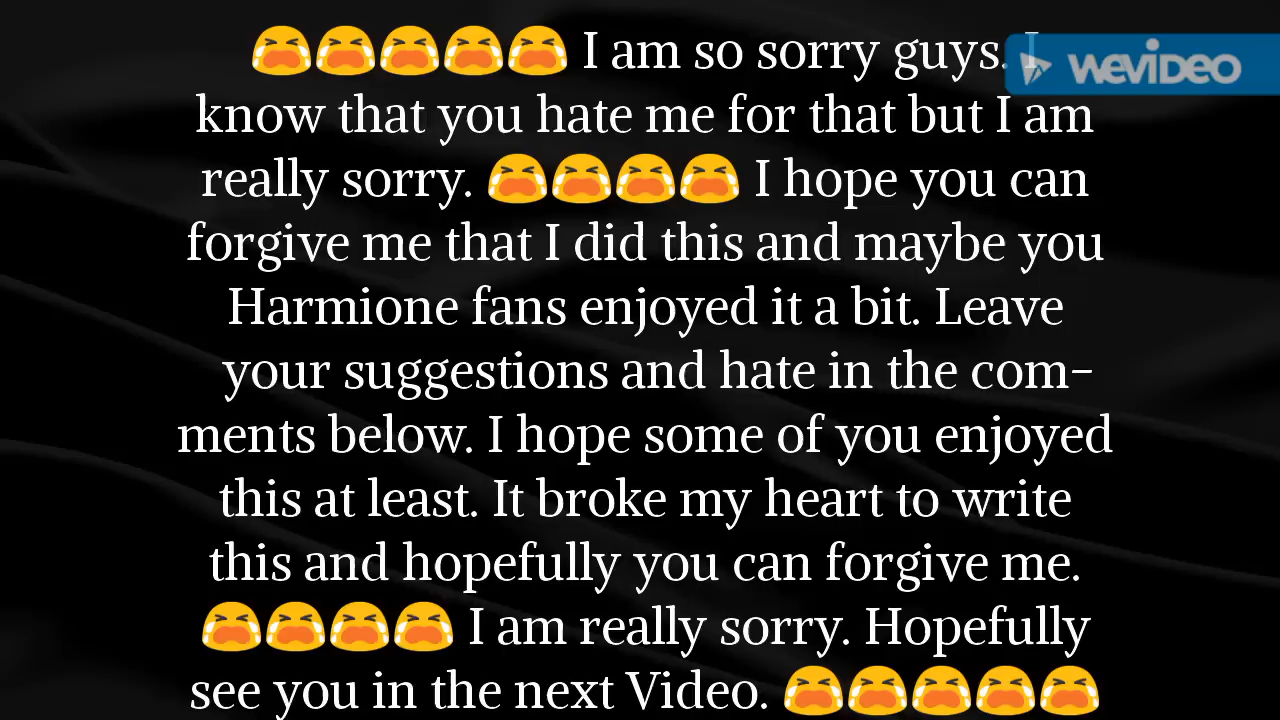 😭😭😭😭😭 I am so sorry guys. I
WEVIDEO
know that you hate me for that but I am
really sorry. 😭😭😭😭 I hope you can
forgive me that I did this and maybe you
Harmione fans enjoyed it a bit. Leave
your suggestions and hate in the com-
ments below. I hope some of you enjoyed
this at least. It broke my heart to write
this and hopefully you can forgive me.
😭😭😭😭 I am really sorry. Hopefully
see you in the next Video. 😭😭😭😭😭